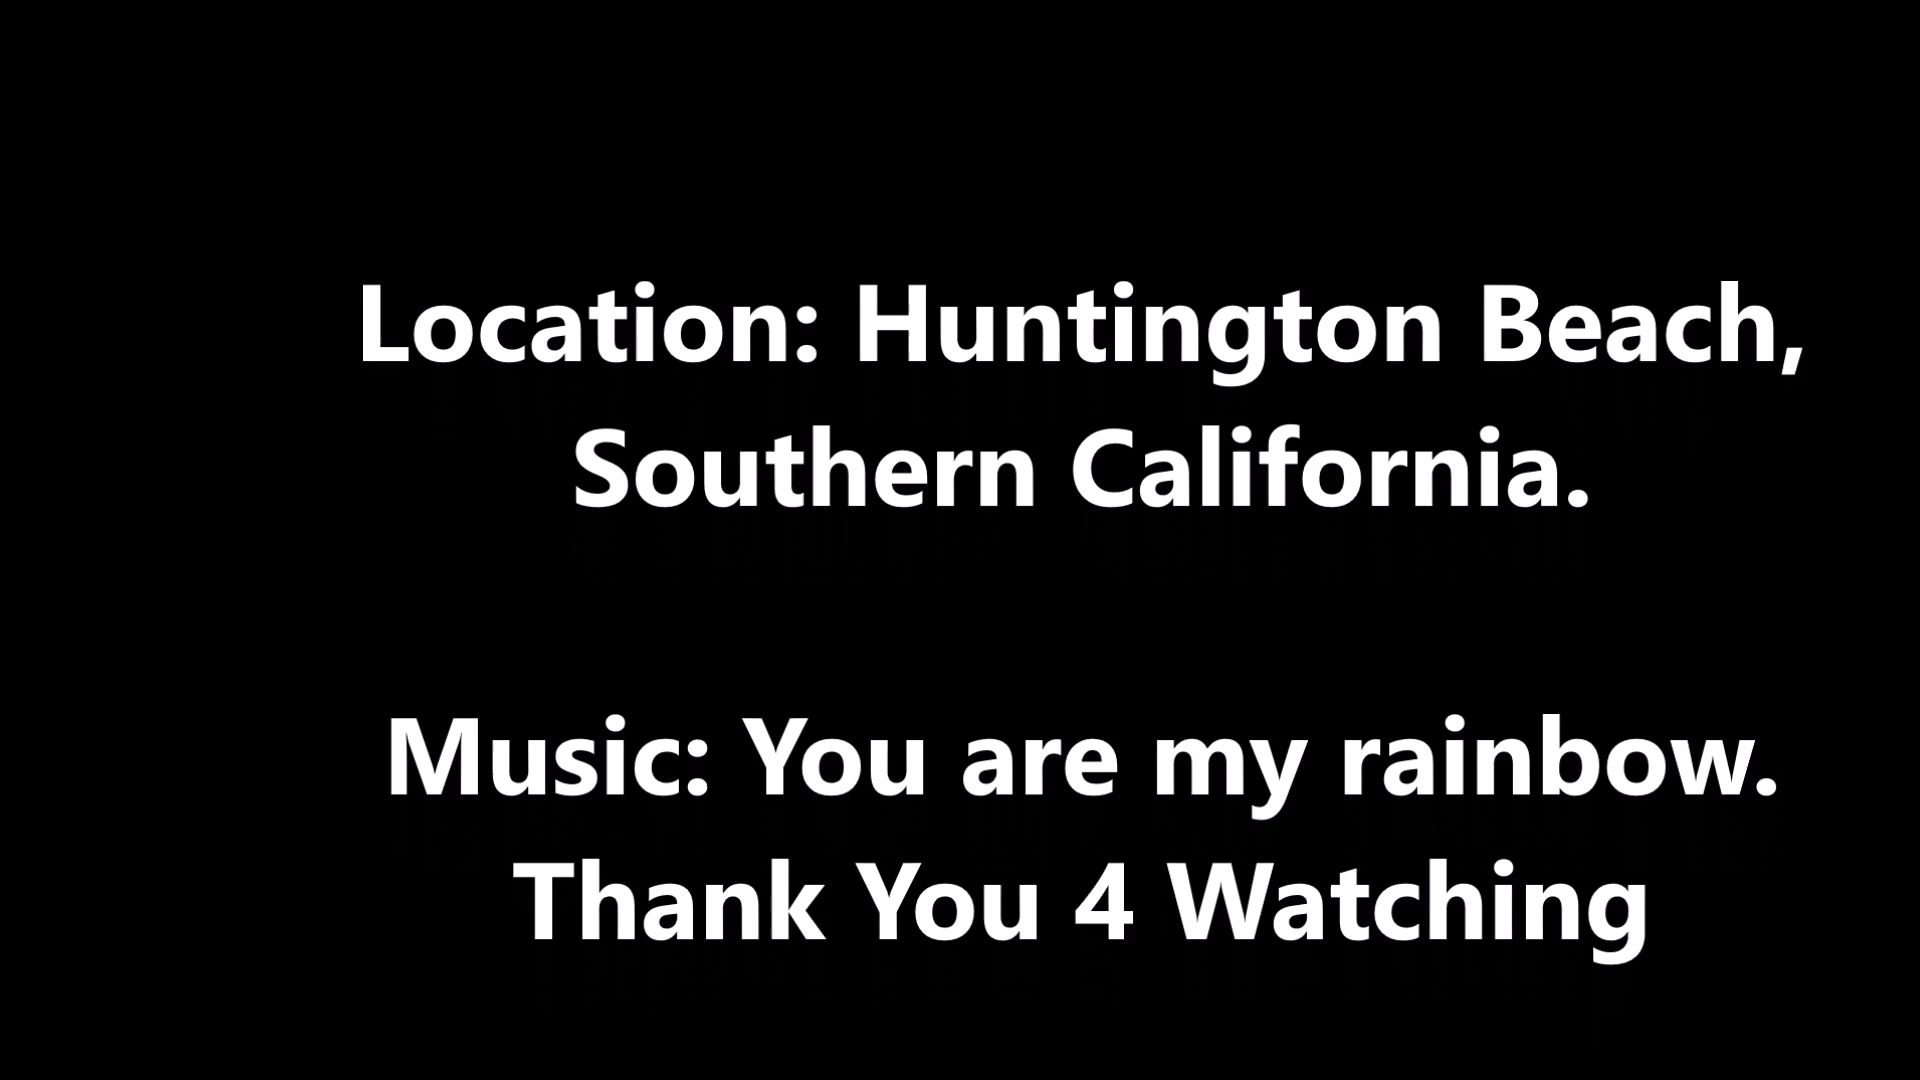 Location: Huntington Beach,
Southern California.
Music: You are my rainbow.
Thank You 4 Watching